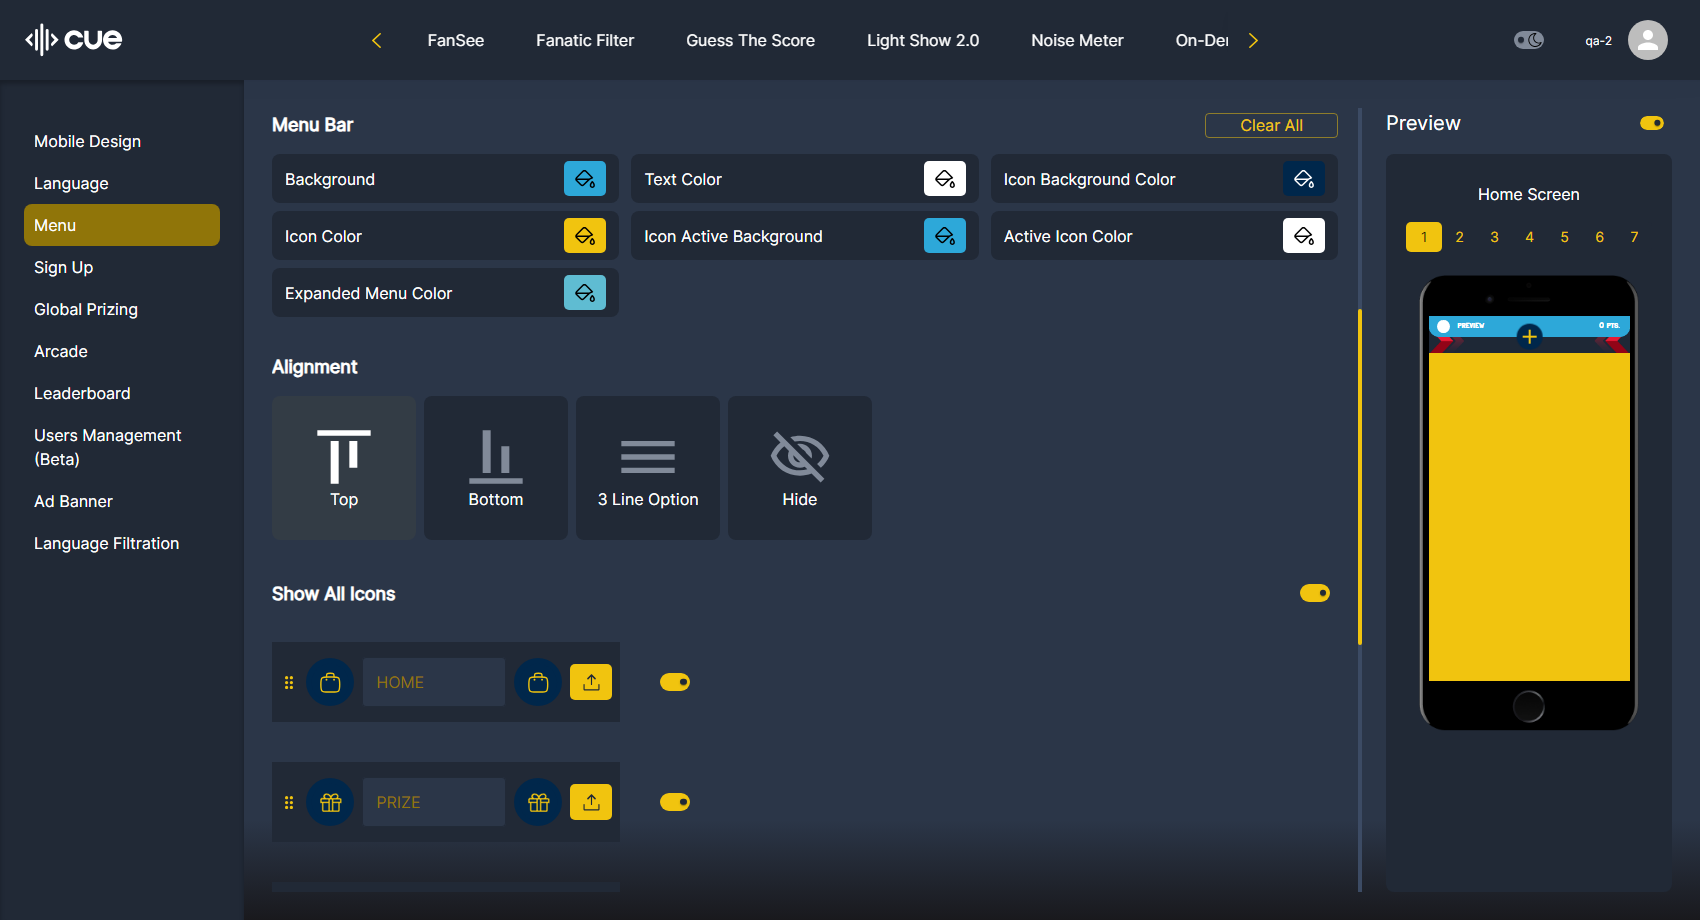 cue
FanSee
Fanatic Filter
Guess The Score
Light Show 2.0
Noise Meter
On-Der
qa-2
Mobile Design
Language
Menu
Sign Up
Global Prizing
Arcade
Leaderboard
Users Management
(Beta)
Ad Banner
Language Filtration
Menu Bar
Clear All
Background
Text Color
Icon Background Color
Icon Color
Icon Active Background
Active Icon Color
Expanded Menu Color
Alignment
Top
Bottom
3 Line Option
Hide
Show All Icons
HOME
PRIZE
Preview
Home Screen
1 2 3 4 5 6 7
PREVIEW
0 PTS.